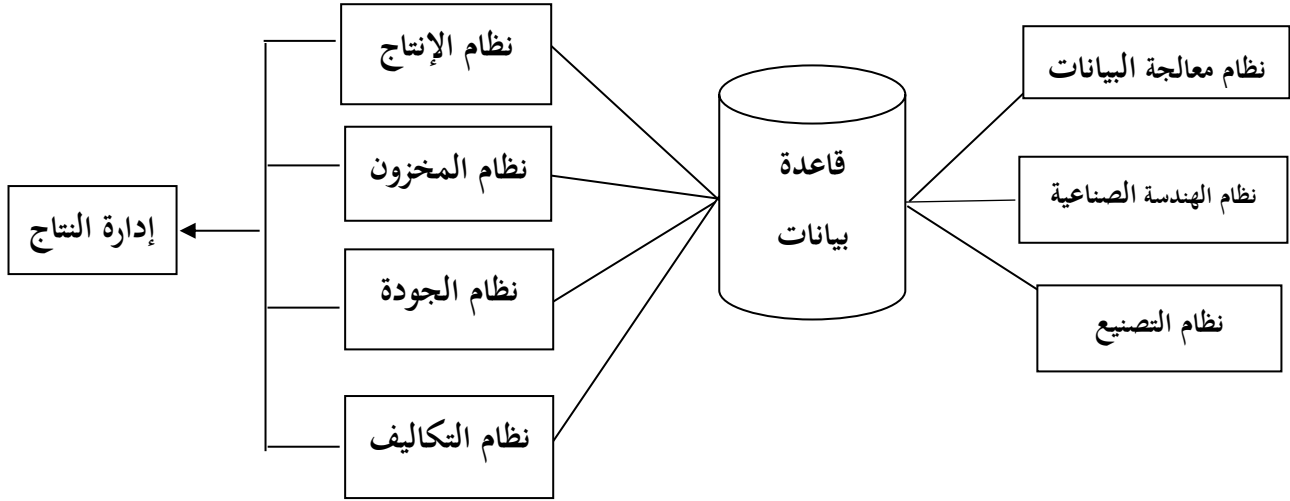 نظام معالجة البيانات
نظام الهندسة الصناعية
نظام التصنيع
قاعدة
بيانات
نظام الإنتاج
نظام المخزون
نظام الجودة
نظام التكاليف
إدارة النتاج